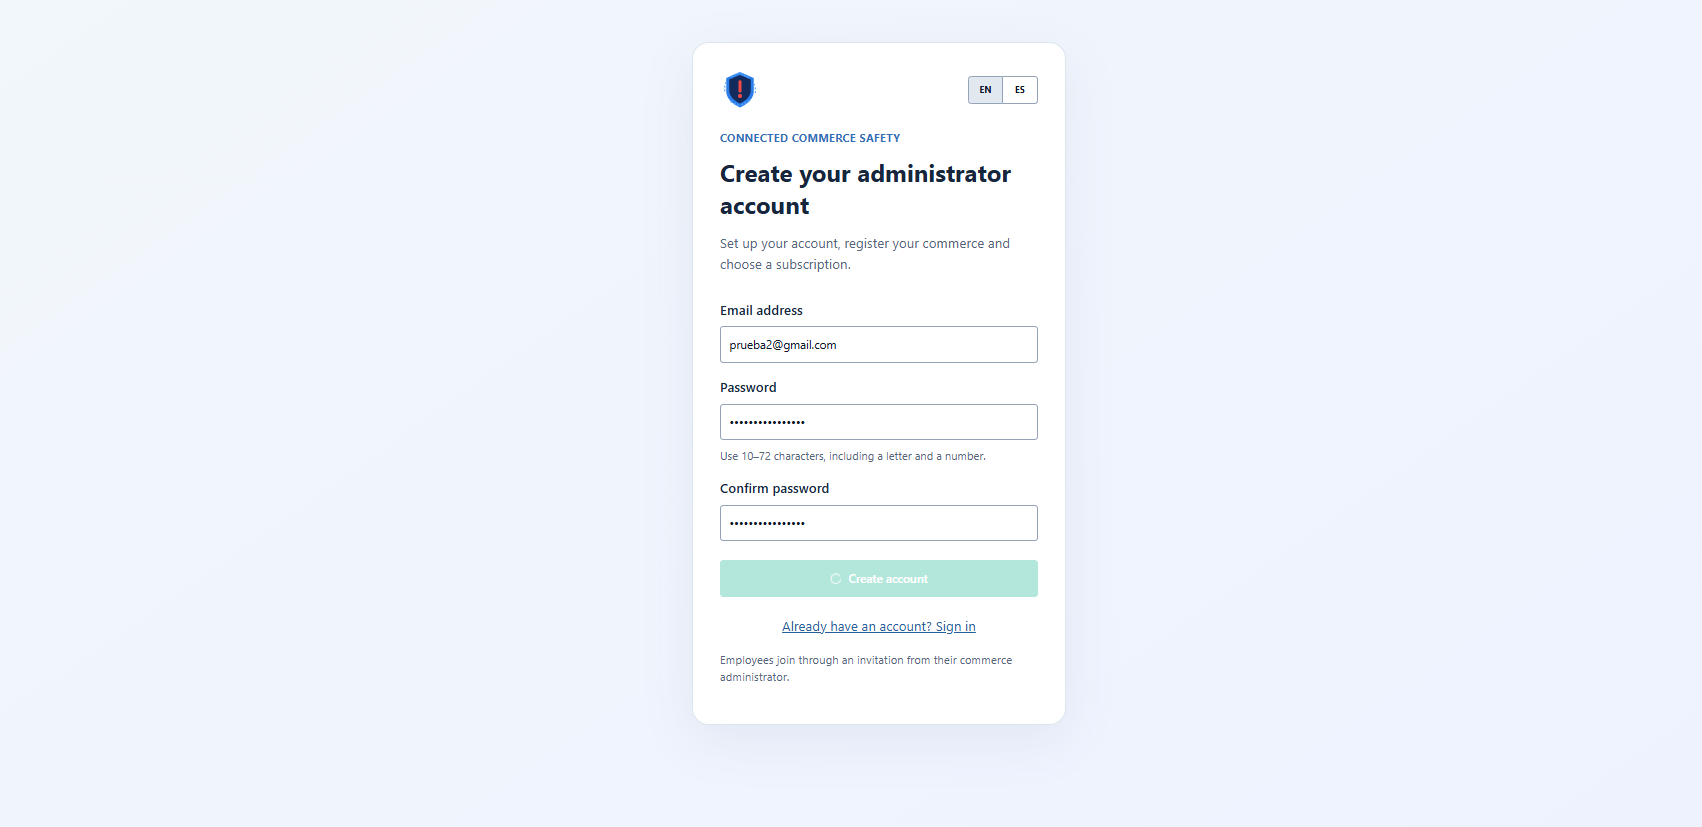 EN ES
CONNECTED COMMERCE SAFETY
Create your administrator
account
Set up your account, register your commerce and
choose a subscription.
Email address
prueba2@gmail.com
Password
••••••••••••••••
Use 10–72 characters, including a letter and a number.
Confirm password
••••••••••••••••
Create account
Already have an account? Sign in
Employees join through an invitation from their commerce
administrator.